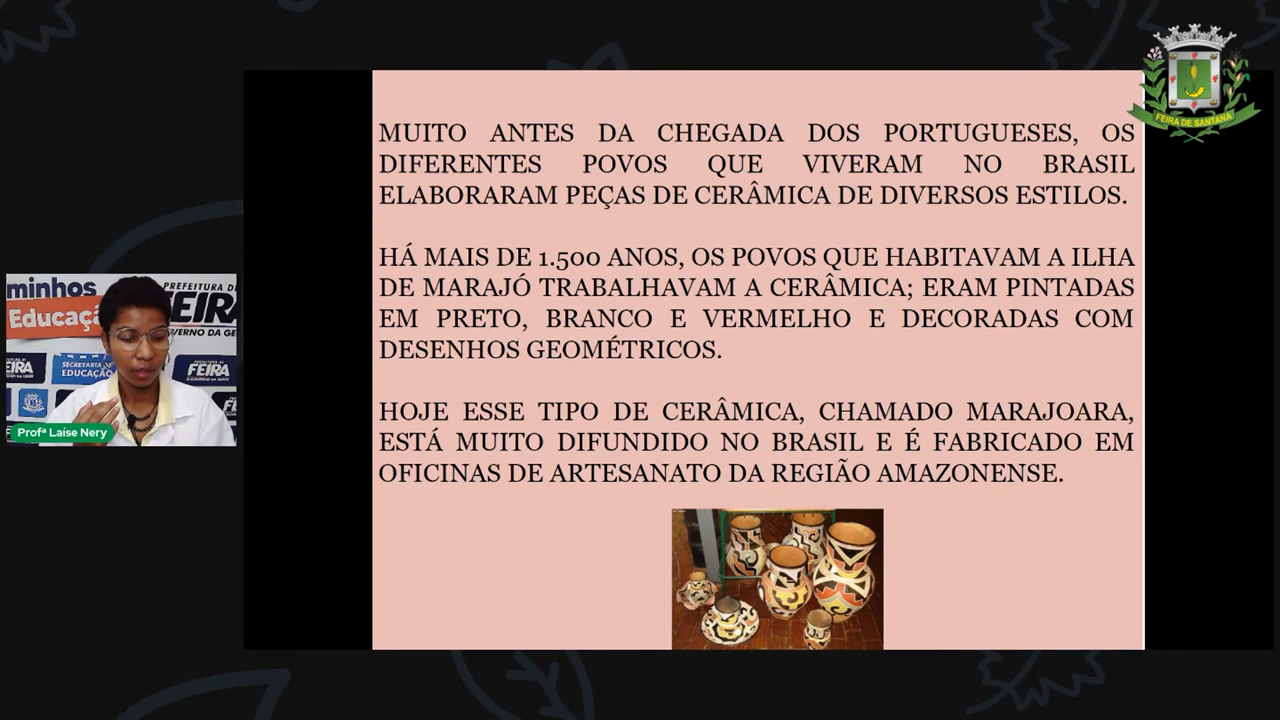 MUITO ANTES DA CHEGADA DOS PORTUGUESES, OS
DIFERENTES POVOS QUE VIVERAM NO BRASIL
ELABORARAM PEÇAS DE CERÂMICA DE DIVERSOS ESTILOS.
HÁ MAIS DE 1.500 ANOS, OS POVOS QUE HABITAVAM A ILHA
DE MARAJÓ TRABALHAVAM A CERÂMICA; ERAM PINTADAS
EM PRETO, BRANCO E VERMELHO E DECORADAS COM
DESENHOS GEOMÉTRICOS.
HOJE ESSE TIPO DE CERÂMICA, CHAMADO MARAJOARA,
ESTÁ MUITO DIFUNDIDO NO BRASIL E É FABRICADO EM
OFICINAS DE ARTESANATO DA REGIÃO AMAZONENSE.
FEIRA DE SANTANA
minhos
Educaçã
PREFEITURA D
FEIRA
VERNO DA GE
FEIRA
SECRETARIA DE
EDUCAÇÃO
FEIRA
Profª Laíse Nery